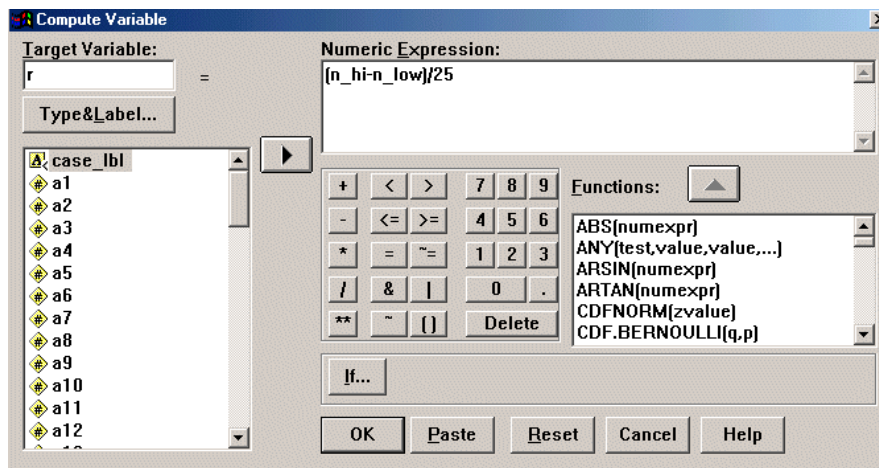 Compute Variable
Target Variable:
r
=
Type&Label...
case_lbl
a1
a2
a3
a4
a5
a6
a7
a8
a9
a10
a11
a12
Numeric Expression:
(n_hi-n_low)/25
+ < > 7 8 9
- <= >= 4 5 6
* = ~= 1 2 3
/ & | 0 .
** ~ () Delete
Functions:
ABS(numexpr)
ANY(test,value,value,...)
ARSIN(numexpr)
ARTAN(numexpr)
CDFNORM(zvalue)
CDF.BERNOULLI(q,p)
If...
OK Paste Reset Cancel Help